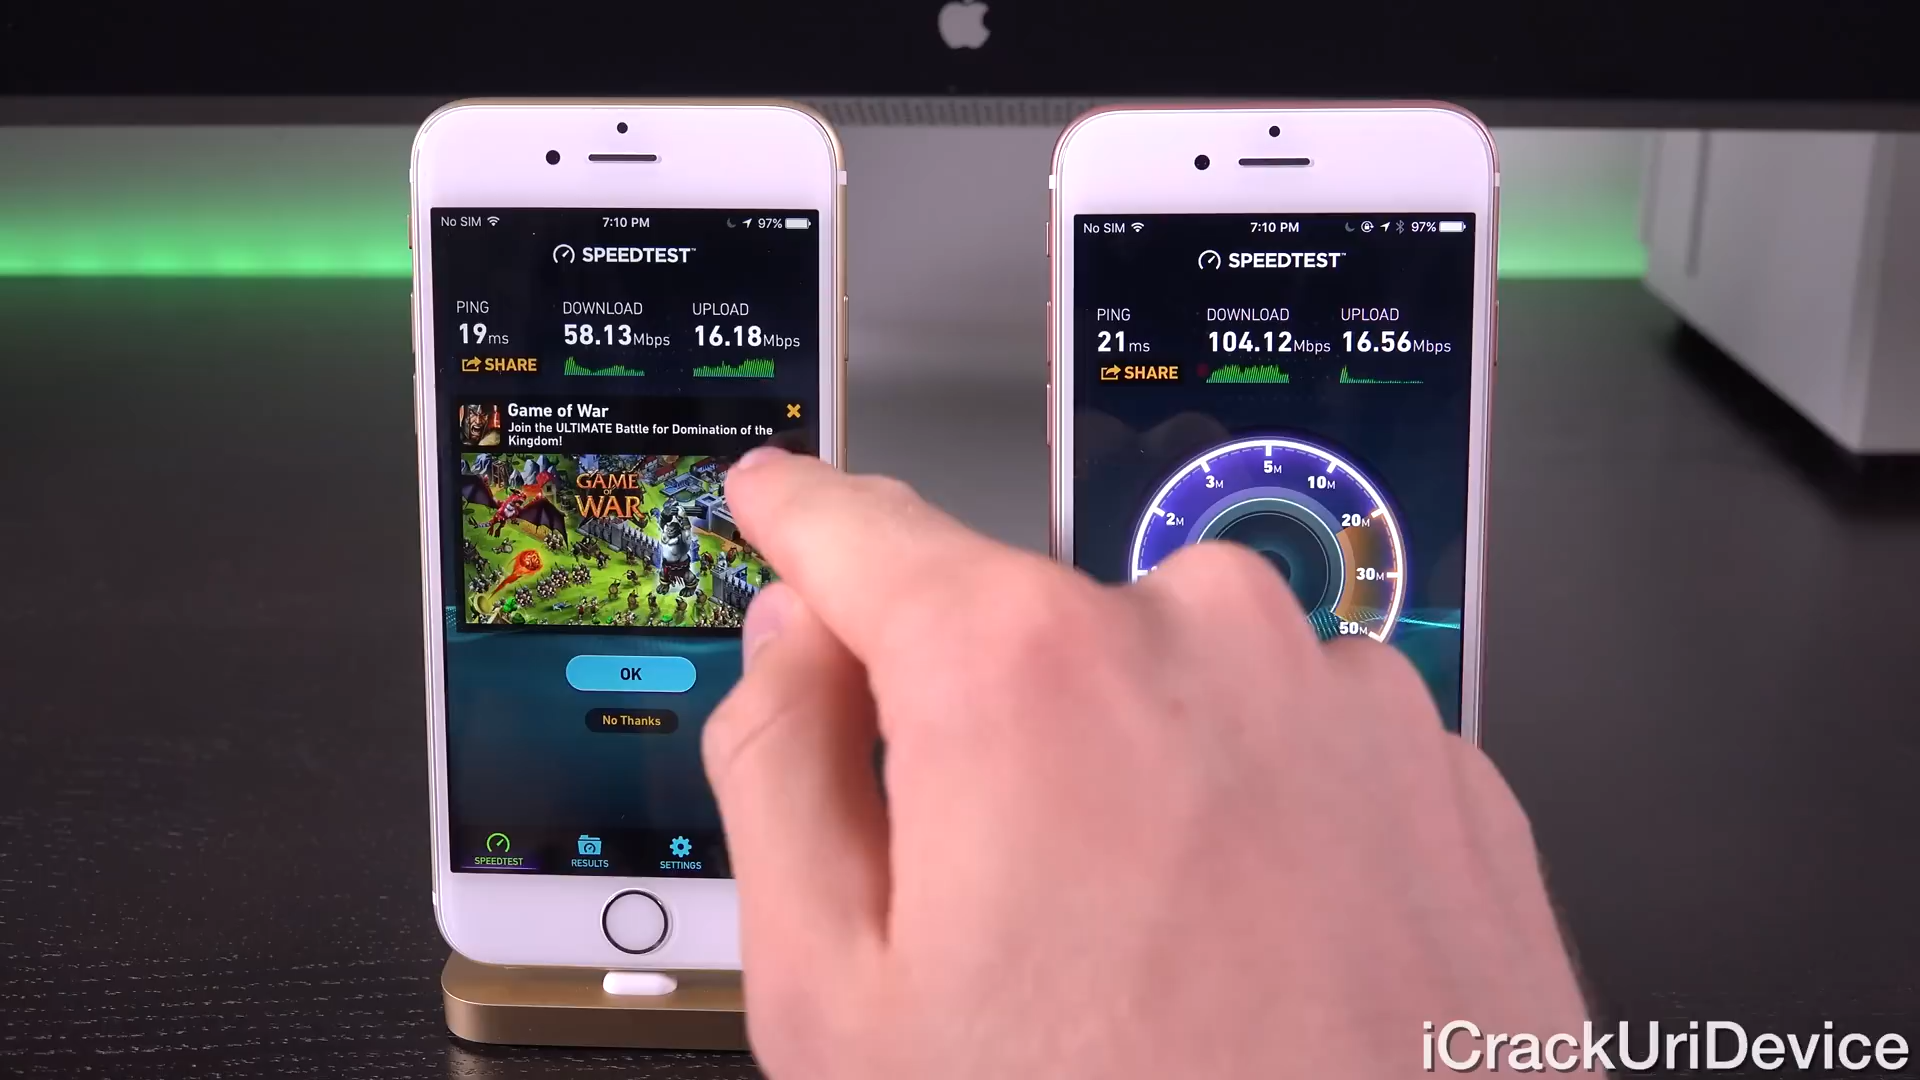 No SIM 7:10 PM 97%
SPEEDTEST™
PING DOWNLOAD UPLOAD
19ms 58.13Mbps 16.18Mbps
SHARE
Game of War
Join the ULTIMATE Battle for Domination of the
Kingdom!
GAME
OF
WAR
OK
No Thanks
SPEEDTEST RESULTS SETTINGS
No SIM 7:10 PM 97%
SPEEDTEST™
PING DOWNLOAD UPLOAD
21ms 104.12Mbps 16.56Mbps
SHARE
5M
3M 10M
2M 20M
30M
50M
iCrackUriDevice